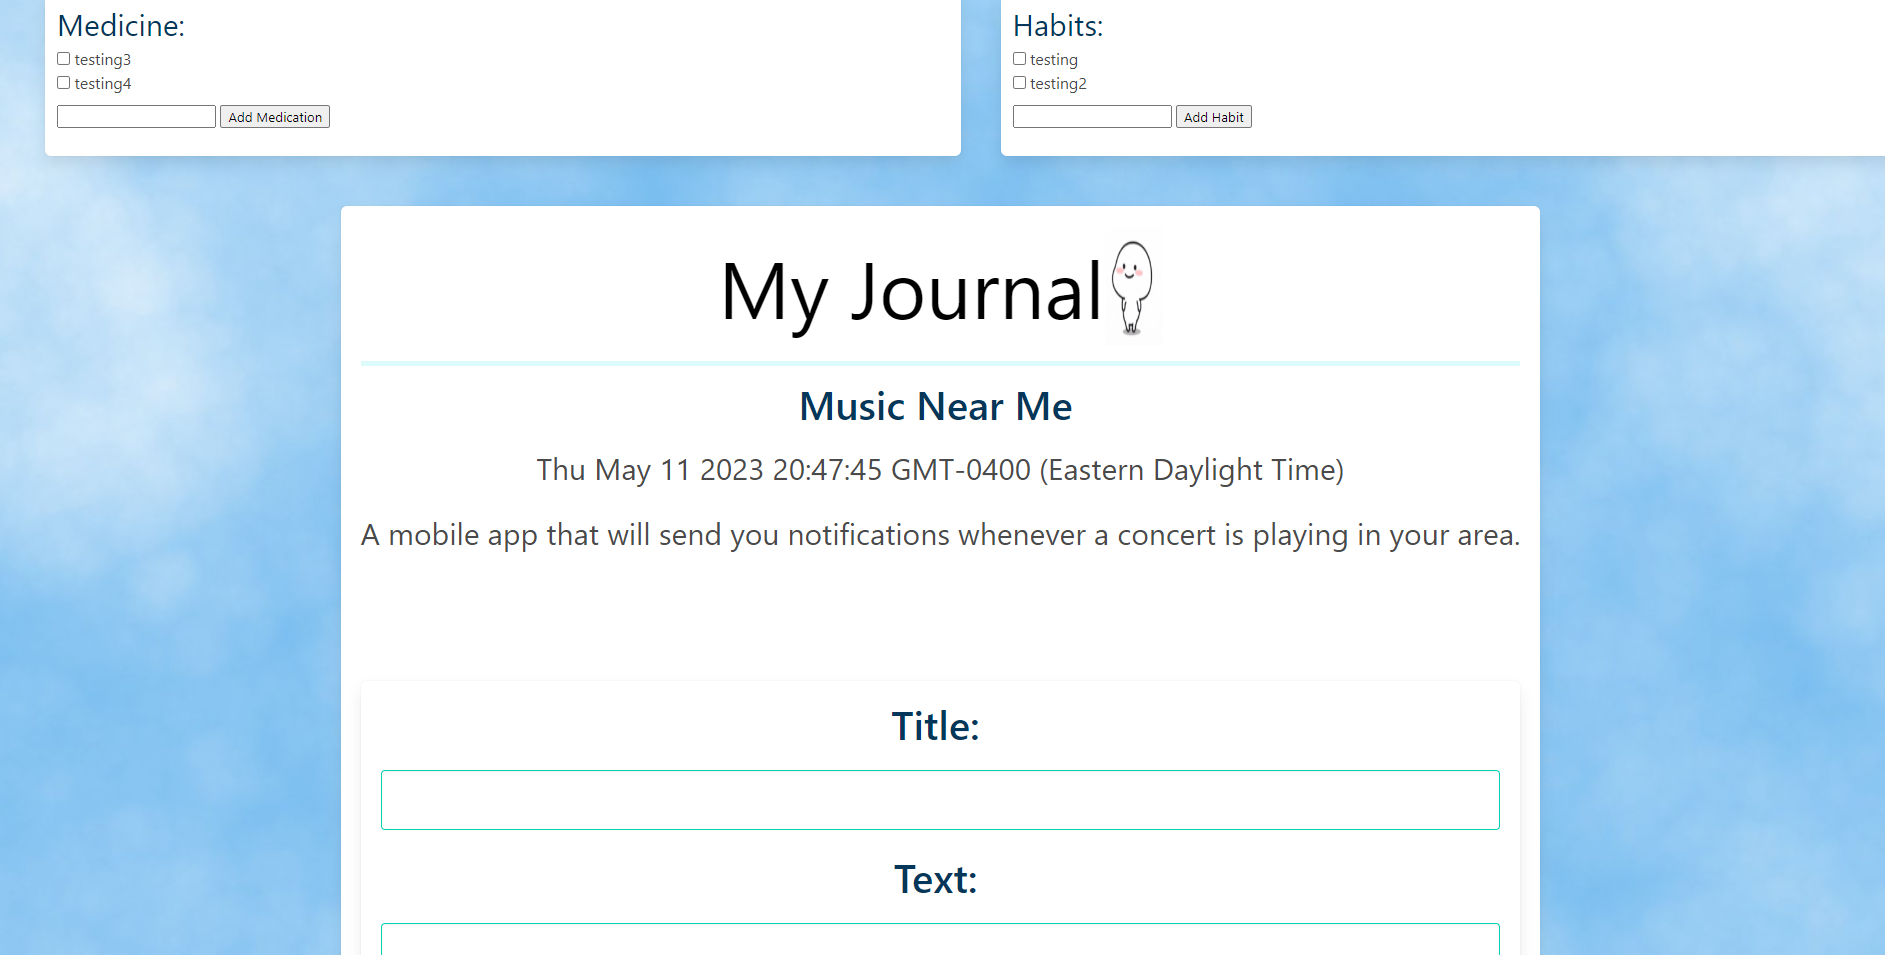 Medicine:
testing3
testing4
Add Medication
Habits:
testing
testing2
Add Habit
My Journal
Music Near Me
Thu May 11 2023 20:47:45 GMT-0400 (Eastern Daylight Time)
A mobile app that will send you notifications whenever a concert is playing in your area.
Title:
Text: